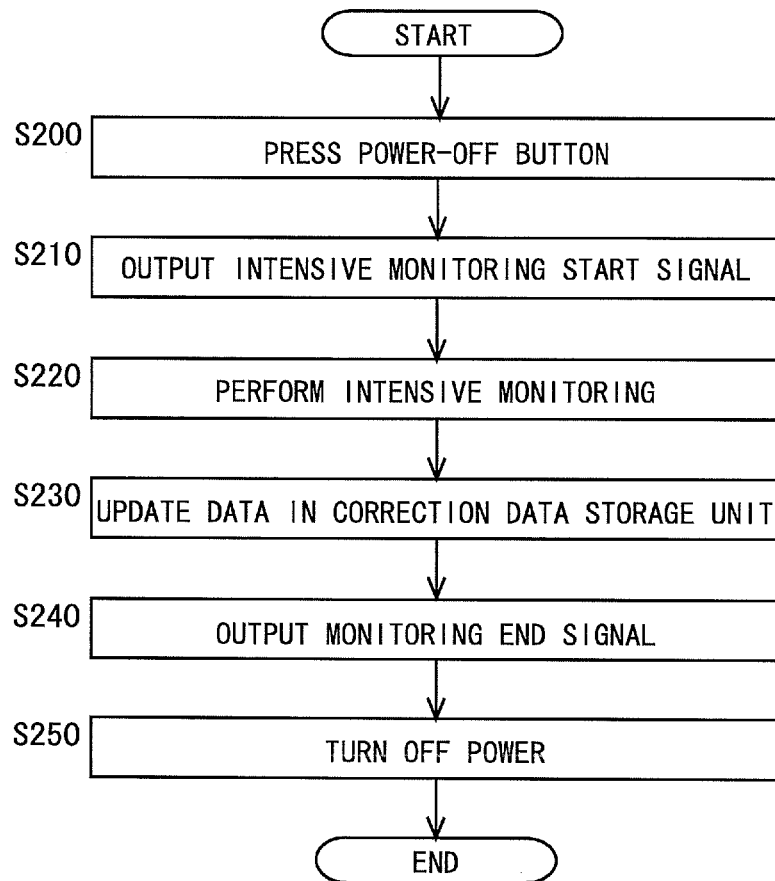 START
S200
PRESS POWER-OFF BUTTON
S210
OUTPUT INTENSIVE MONITORING START SIGNAL
S220
PERFORM INTENSIVE MONITORING
S230
UPDATE DATA IN CORRECTION DATA STORAGE UNIT
S240
OUTPUT MONITORING END SIGNAL
S250
TURN OFF POWER
END